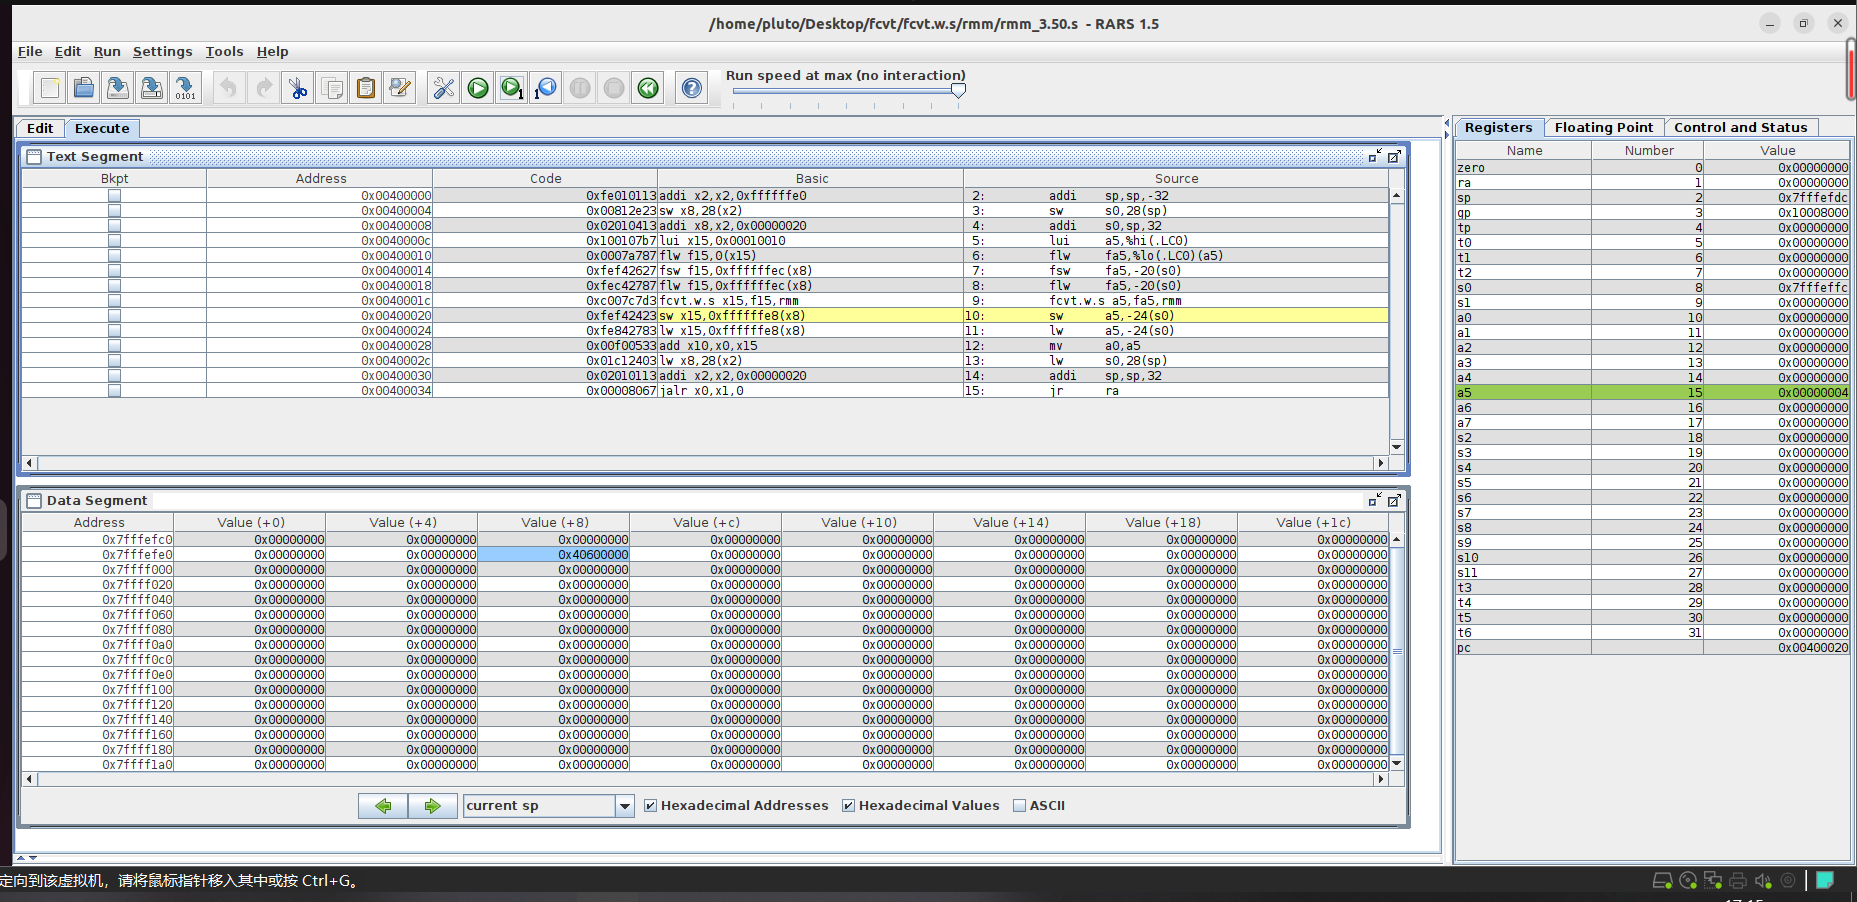 /home/pluto/Desktop/fcvt/fcvt.w.s/rmm/rmm_3.50.s - RARS 1.5
File Edit Run Settings Tools Help
Run speed at max (no interaction)
Edit Execute
Text Segment
Bkpt Address Code Basic Source
0x00400000 0xfe010113 addi x2,x2,0xffffffe0 2: addi sp,sp,-32
0x00400004 0x00812e23 sw x8,28(x2) 3: sw s0,28(sp)
0x00400008 0x02010413 addi x8,x2,0x00000020 4: addi s0,sp,32
0x0040000c 0x100107b7 lui x15,0x00010010 5: lui a5,%hi(.LC0)
0x00400010 0x0007a787 flw f15,0(x15) 6: flw fa5,%lo(.LC0)(a5)
0x00400014 0xfef42627 fsw f15,0xffffffec(x8) 7: fsw fa5,-20(s0)
0x00400018 0xfec42787 flw f15,0xffffffec(x8) 8: flw fa5,-20(s0)
0x0040001c 0xc007c7d3 fcvt.w.s x15,f15,rmm 9: fcvt.w.s a5,fa5,rmm
0x00400020 0xfef42423 sw x15,0xffffffe8(x8) 10: sw a5,-24(s0)
0x00400024 0xfe842783 lw x15,0xffffffe8(x8) 11: lw a5,-24(s0)
0x00400028 0x00f00533 add x10,x0,x15 12: mv a0,a5
0x0040002c 0x01c12403 lw x8,28(x2) 13: lw s0,28(sp)
0x00400030 0x02010113 addi x2,x2,0x00000020 14: addi sp,sp,32
0x00400034 0x00008067 jalr x0,x1,0 15: jr ra
Data Segment
Address Value (+0) Value (+4) Value (+8) Value (+c) Value (+10) Value (+14) Value (+18) Value (+1c)
0x7fffefc0 0x00000000 0x00000000 0x00000000 0x00000000 0x00000000 0x00000000 0x00000000 0x00000000
0x7fffefe0 0x00000000 0x00000000 0x40600000 0x00000000 0x00000000 0x00000000 0x00000000 0x00000000
0x7ffff000 0x00000000 0x00000000 0x00000000 0x00000000 0x00000000 0x00000000 0x00000000 0x00000000
0x7ffff020 0x00000000 0x00000000 0x00000000 0x00000000 0x00000000 0x00000000 0x00000000 0x00000000
0x7ffff040 0x00000000 0x00000000 0x00000000 0x00000000 0x00000000 0x00000000 0x00000000 0x00000000
0x7ffff060 0x00000000 0x00000000 0x00000000 0x00000000 0x00000000 0x00000000 0x00000000 0x00000000
0x7ffff080 0x00000000 0x00000000 0x00000000 0x00000000 0x00000000 0x00000000 0x00000000 0x00000000
0x7ffff0a0 0x00000000 0x00000000 0x00000000 0x00000000 0x00000000 0x00000000 0x00000000 0x00000000
0x7ffff0c0 0x00000000 0x00000000 0x00000000 0x00000000 0x00000000 0x00000000 0x00000000 0x00000000
0x7ffff0e0 0x00000000 0x00000000 0x00000000 0x00000000 0x00000000 0x00000000 0x00000000 0x00000000
0x7ffff100 0x00000000 0x00000000 0x00000000 0x00000000 0x00000000 0x00000000 0x00000000 0x00000000
0x7ffff120 0x00000000 0x00000000 0x00000000 0x00000000 0x00000000 0x00000000 0x00000000 0x00000000
0x7ffff140 0x00000000 0x00000000 0x00000000 0x00000000 0x00000000 0x00000000 0x00000000 0x00000000
0x7ffff160 0x00000000 0x00000000 0x00000000 0x00000000 0x00000000 0x00000000 0x00000000 0x00000000
0x7ffff180 0x00000000 0x00000000 0x00000000 0x00000000 0x00000000 0x00000000 0x00000000 0x00000000
0x7ffff1a0 0x00000000 0x00000000 0x00000000 0x00000000 0x00000000 0x00000000 0x00000000 0x00000000
current sp Hexadecimal Addresses Hexadecimal Values ASCII
Registers Floating Point Control and Status
Name Number Value
zero 0 0x00000000
ra 1 0x00000000
sp 2 0x7fffefdc
gp 3 0x10008000
tp 4 0x00000000
t0 5 0x00000000
t1 6 0x00000000
t2 7 0x00000000
s0 8 0x7fffeffc
s1 9 0x00000000
a0 10 0x00000000
a1 11 0x00000000
a2 12 0x00000000
a3 13 0x00000000
a4 14 0x00000000
a5 15 0x00000004
a6 16 0x00000000
a7 17 0x00000000
s2 18 0x00000000
s3 19 0x00000000
s4 20 0x00000000
s5 21 0x00000000
s6 22 0x00000000
s7 23 0x00000000
s8 24 0x00000000
s9 25 0x00000000
s10 26 0x00000000
s11 27 0x00000000
t3 28 0x00000000
t4 29 0x00000000
t5 30 0x00000000
t6 31 0x00000000
pc 0x00400020
定向到该虚拟机，请将鼠标指针移入其中或按 Ctrl+G。